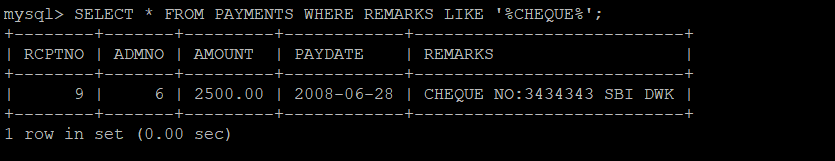 mysql> SELECT * FROM PAYMENTS WHERE REMARKS LIKE '%CHEQUE%';
+--------+-------+---------+------------+---------------------------+
| RCPTNO | ADMNO | AMOUNT  | PAYDATE    | REMARKS                   |
+--------+-------+---------+------------+---------------------------+
|      9 |     6 | 2500.00 | 2008-06-28 | CHEQUE NO:3434343 SBI DWK |
+--------+-------+---------+------------+---------------------------+
1 row in set (0.00 sec)